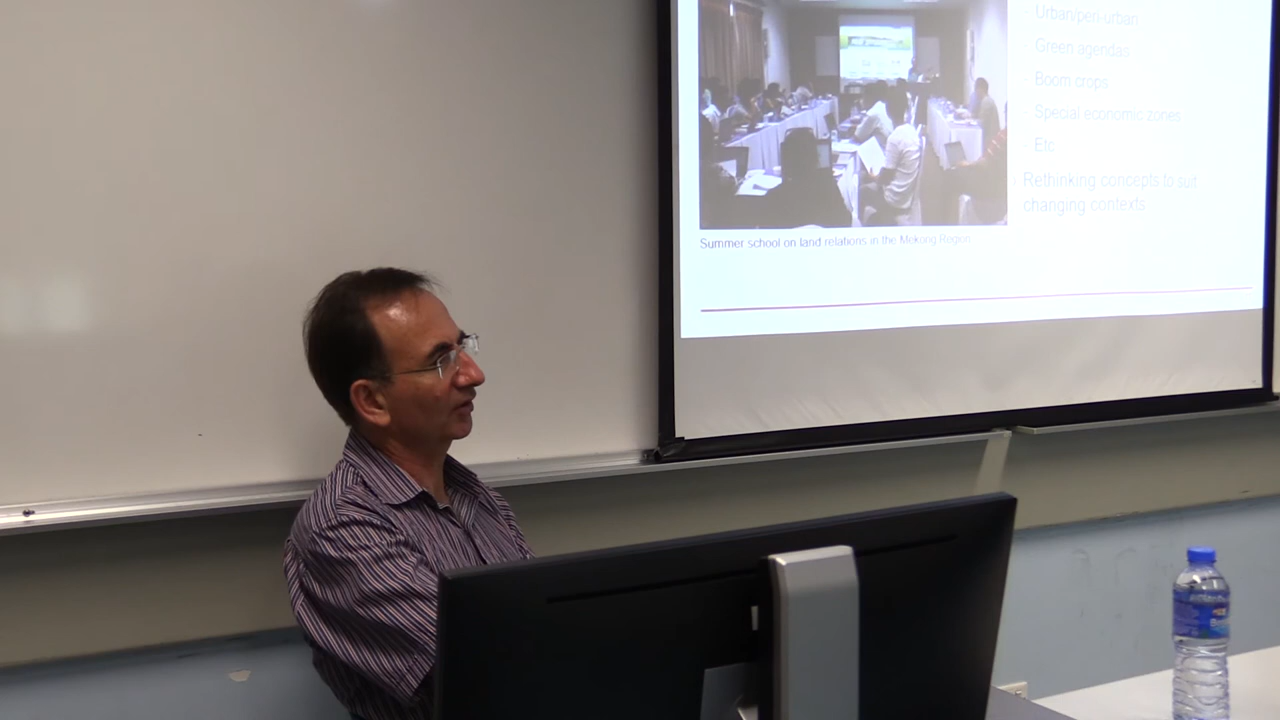 - Urban/peri-urban
- Green agendas
- Boom crops
- Special economic zones
- Etc
Rethinking concepts to suit
changing contexts
Summer school on land relations in the Mekong Region